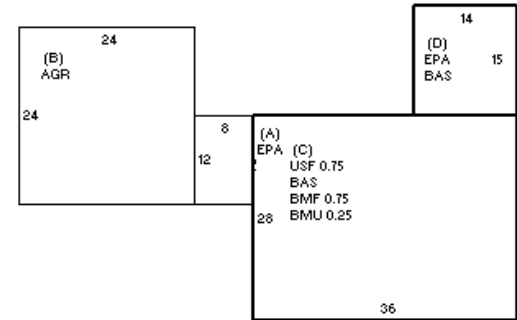 14
24
(D)
EPA 15
BAS
(B)
AGR
24
8
(A)
EPA (C)
12
USF 0.75
BAS
BMF 0.75
28 BMU 0.25
36